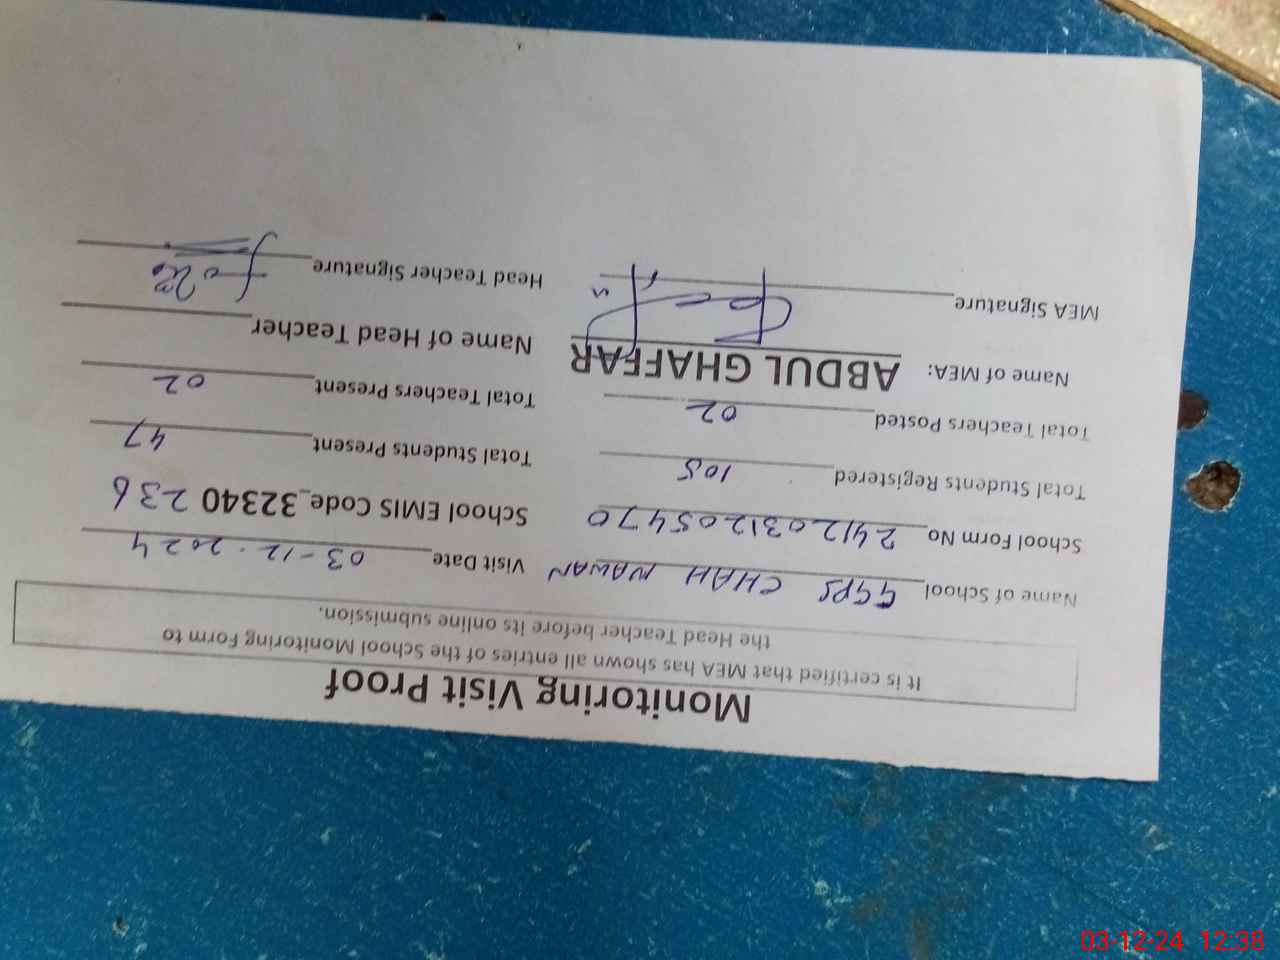 Monitoring Visit Proof
It is certified that MEA has shown all entries of the School Monitoring Form to
the Head Teacher before its online submission.
Name of School GGPS CHAH NAWAN Visit Date 03-12-2024
School Form No. 2412031205470 School EMIS Code_32340 236
Total Students Registered 105 Total Students Present 47
Total Teachers Posted 02 Total Teachers Present 02
Name of MEA: ABDUL GHAFFAR Name of Head Teacher
MEA Signature Head Teacher Signature
03-12-24 12:38